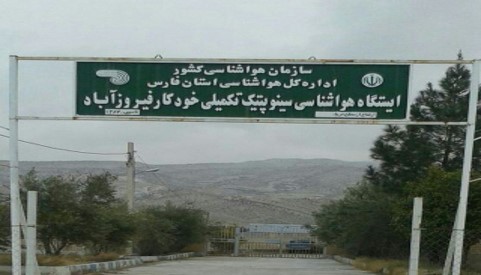 سازمان هواشناسی کشور
اداره کل هواشناسی استان فارس
ایستگاه هواشناسی سینوپتیک تکمیلی خودکار فیروزآباد